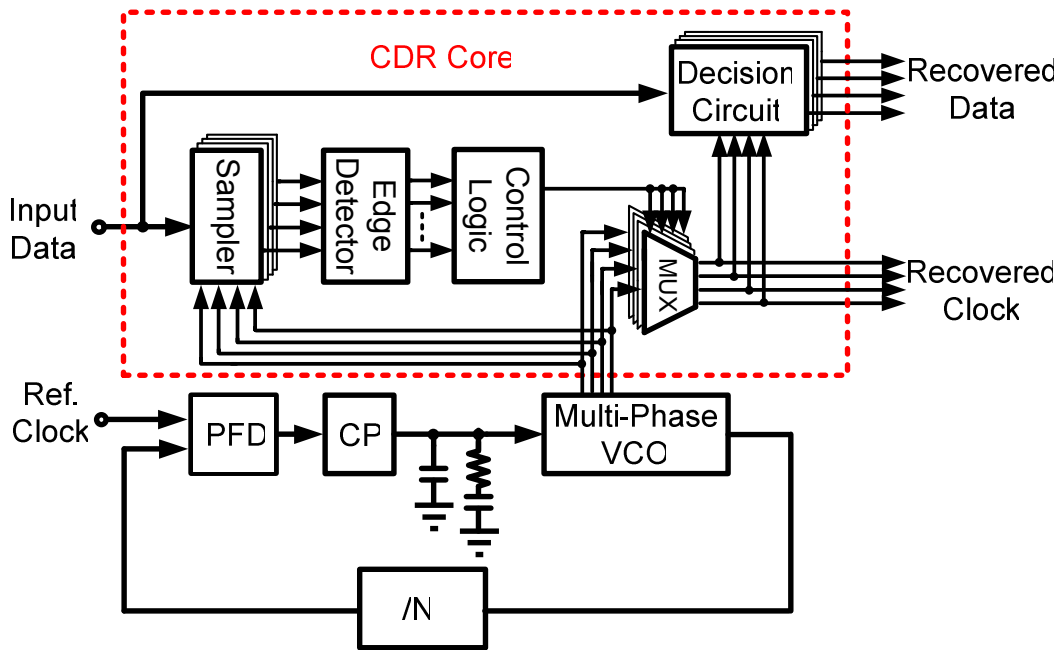 CDR Core
Decision
Circuit
Recovered
Data
Input
Data
Sampler
Edge
Detector
Control
Logic
MUX
Recovered
Clock
Ref.
Clock
PFD
CP
Multi-Phase
VCO
/N